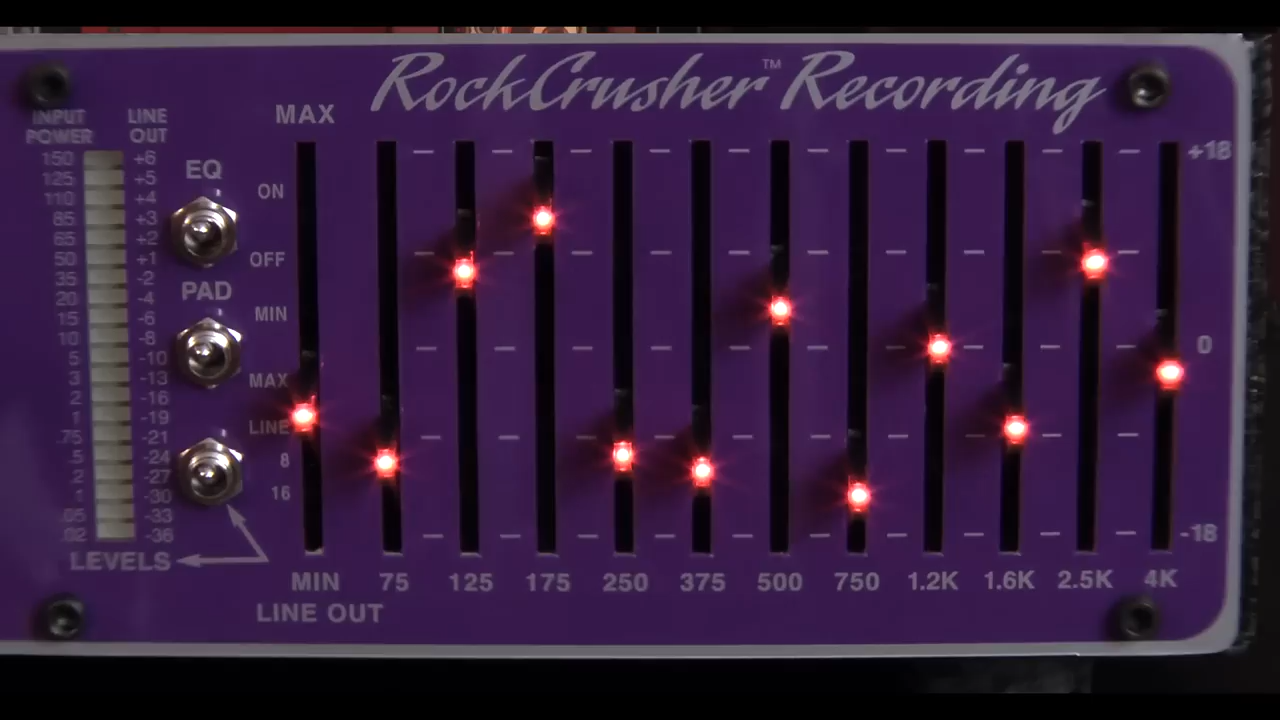 RockCrusher™ Recording
INPUT POWER
LINE OUT
MAX
150 +6
125 +5
110 +4
85 +3
65 +2
50 +1
35 -2
20 -4
15 -6
10 -8
5 -10
3 -13
2 -16
1 -19
.75 -21
.5 -24
.2 -27
.1 -30
.05 -33
.02 -36
LEVELS
EQ
ON
OFF
PAD
MIN
MAX
LINE
8
16
+18
0
-18
MIN 75 125 175 250 375 500 750 1.2K 1.6K 2.5K 4K
LINE OUT